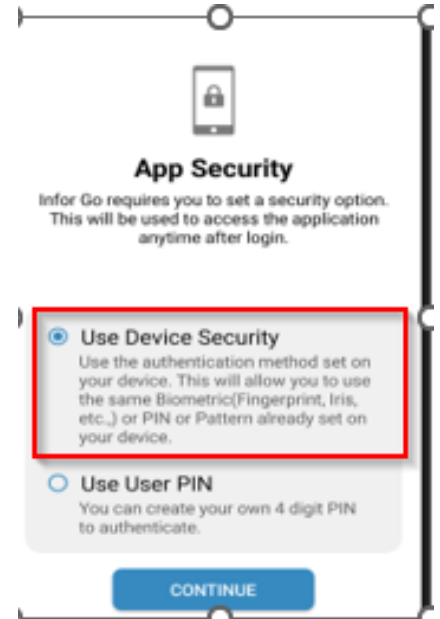 App Security
Infor Go requires you to set a security option.
This will be used to access the application
anytime after login.
Use Device Security
Use the authentication method set on
your device. This will allow you to use
the same Biometric(Fingerprint, Iris,
etc.,) or PIN or Pattern already set on
your device.
Use User PIN
You can create your own 4 digit PIN
to authenticate.
CONTINUE